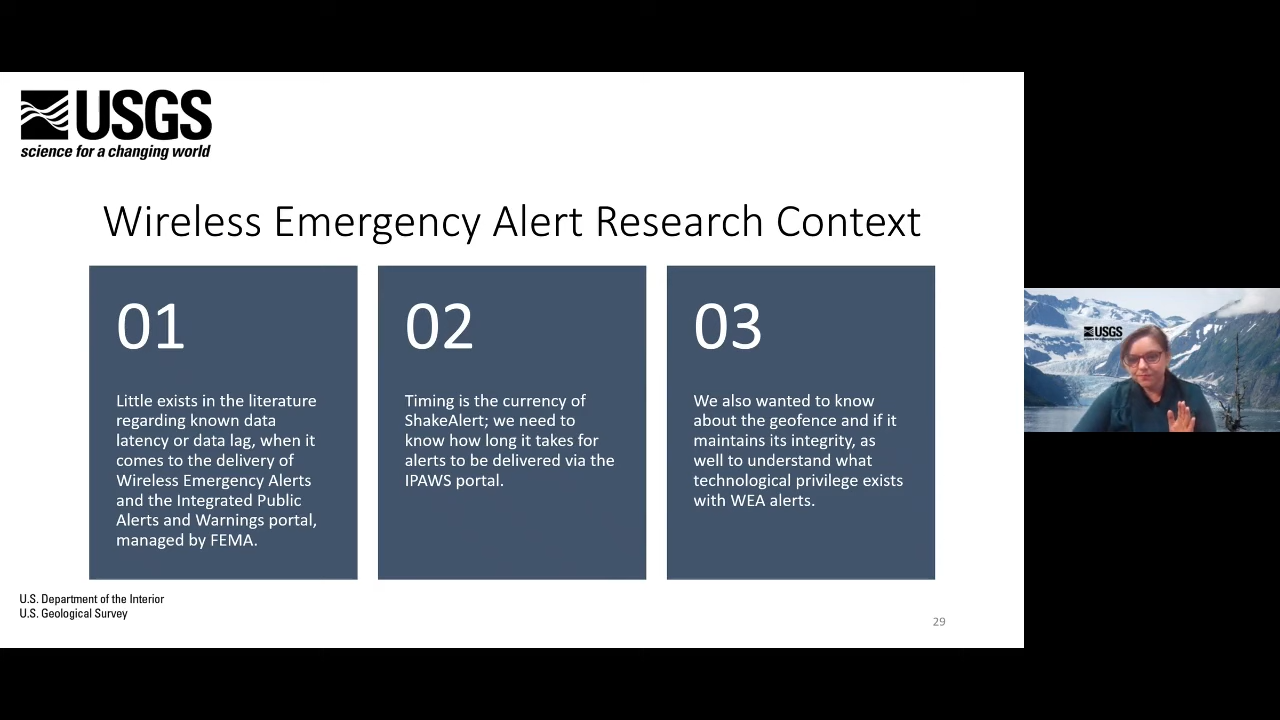 USGS
science for a changing world
Wireless Emergency Alert Research Context
01
Little exists in the literature
regarding known data
latency or data lag, when it
comes to the delivery of
Wireless Emergency Alerts
and the Integrated Public
Alerts and Warnings portal,
managed by FEMA.
02
Timing is the currency of
ShakeAlert; we need to
know how long it takes for
alerts to be delivered via the
IPAWS portal.
03
We also wanted to know
about the geofence and if it
maintains its integrity, as
well to understand what
technological privilege exists
with WEA alerts.
U.S. Department of the Interior
U.S. Geological Survey
29
USGS
science for a changing world